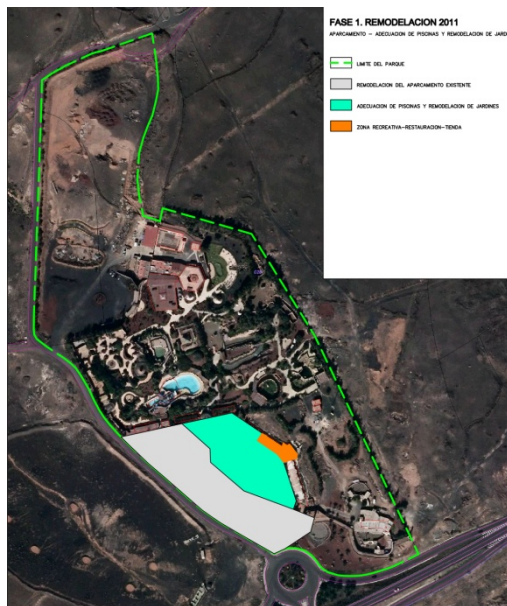 FASE 1. REMODELACION 2011
APARCAMIENTO – ADECUACION DE PISCINAS Y REMODELACION DE JARD
LIMITE DEL PARQUE
REMODELACION DEL APARCAMIENTO EXISTENTE
ADECUACION DE PISCINAS Y REMODELACION DE JARDINES
ZONA RECREATIVA–RESTAURACION–TIENDA